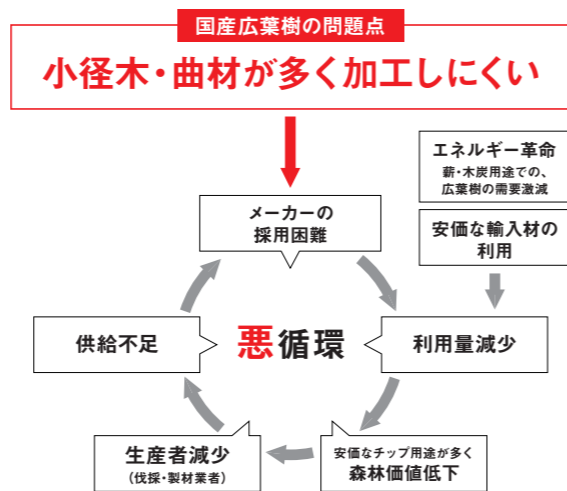 国産広葉樹の問題点
小径木・曲材が多く加工しにくい
エネルギー革命
薪・木炭用途での、
広葉樹の需要激減
メーカーの
採用困難
安価な輸入材の
利用
供給不足
悪循環
利用量減少
生産者減少
(伐採・製材業者)
安価なチップ用途が多く
森林価値低下